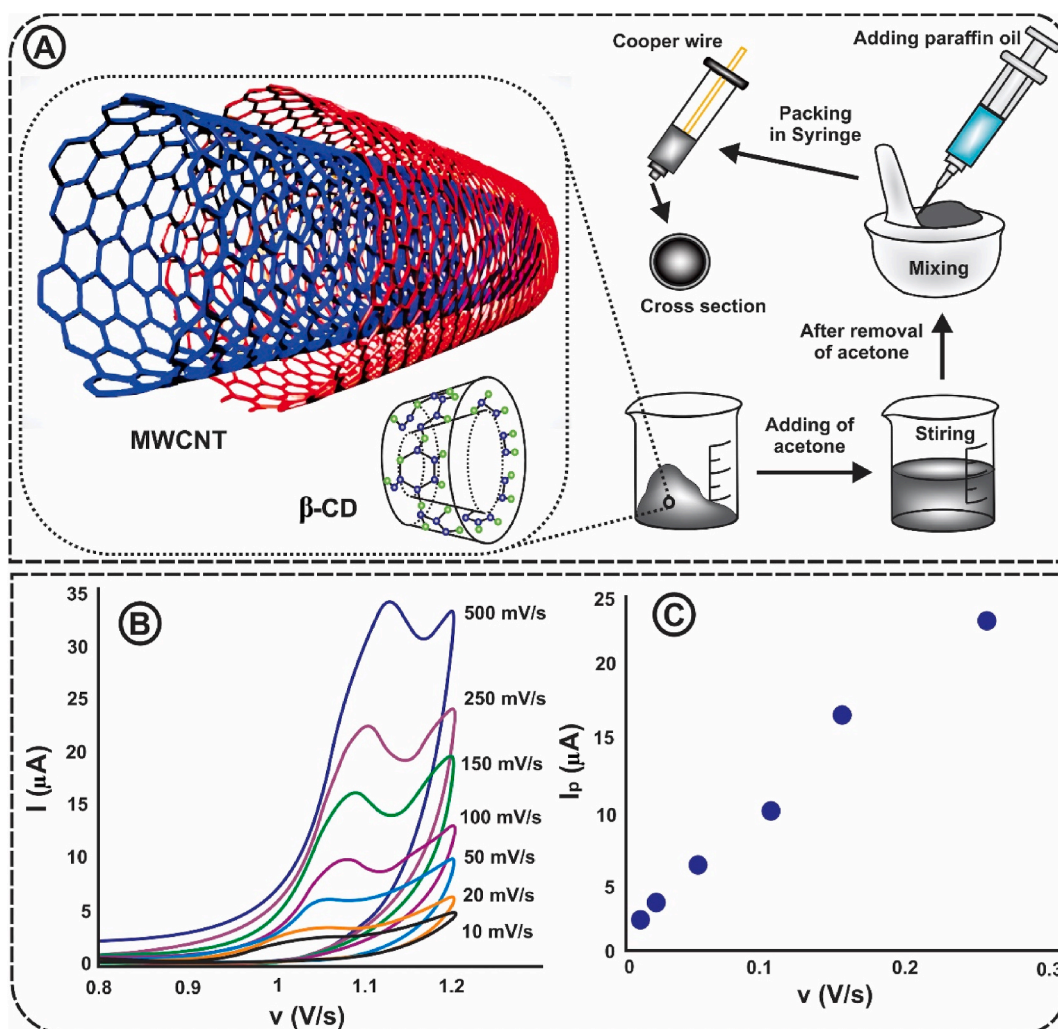 A
Cooper wire
Adding paraffin oil
Packing
in Syringe
Mixing
Cross section
After removal
of acetone
MWCNT
β-CD
Adding of
acetone
Stiring
B
35
30
25
20
15
10
5
0
I (µA)
500 mV/s
250 mV/s
150 mV/s
100 mV/s
50 mV/s
20 mV/s
10 mV/s
0.8 0.9 1 1.1 1.2
v (V/s)
C
25
20
15
10
5
0
Ip (µA)
0 0.1 0.2 0.3
v (V/s)